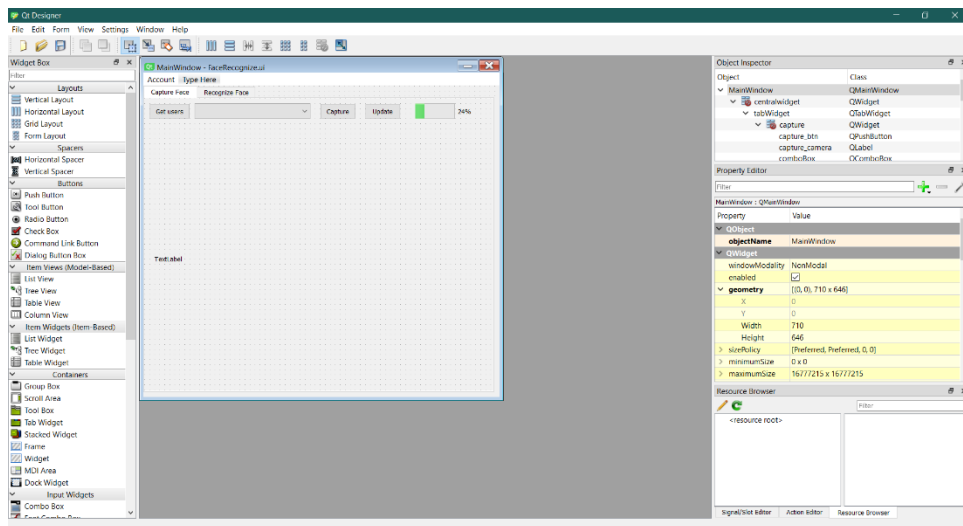 Qt Designer
File Edit Form View Settings Window Help
Widget Box
Filter
Layouts
Vertical Layout
Horizontal Layout
Grid Layout
Form Layout
Spacers
Horizontal Spacer
Vertical Spacer
Buttons
Push Button
Tool Button
Radio Button
Check Box
Command Link Button
Dialog Button Box
Item Views (Model-Based)
List View
Tree View
Table View
Column View
Item Widgets (Item-Based)
List Widget
Tree Widget
Table Widget
Containers
Group Box
Scroll Area
Tool Box
Tab Widget
Stacked Widget
Frame
Widget
MDI Area
Dock Widget
Input Widgets
Combo Box
Font Combo Box
MainWindow - FaceRecognize.ui
Account Type Here
Capture Face Recognize Face
Get users Capture Update 24%
TextLabel
Object Inspector
Object Class
MainWindow QMainWindow
centralwidget QWidget
tabWidget QTabWidget
capture QWidget
capture_btn QPushButton
capture_camera QLabel
comboBox QComboBox
Property Editor
Filter
MainWindow : QMainWindow
Property Value
QObject
objectName MainWindow
QWidget
windowModality NonModal
enabled
geometry [(0, 0), 710 x 646]
X 0
Y 0
Width 710
Height 646
sizePolicy [Preferred, Preferred, 0, 0]
minimumSize 0 x 0
maximumSize 16777215 x 16777215
Resource Browser
Filter
<resource root>
Signal/Slot Editor Action Editor Resource Browser